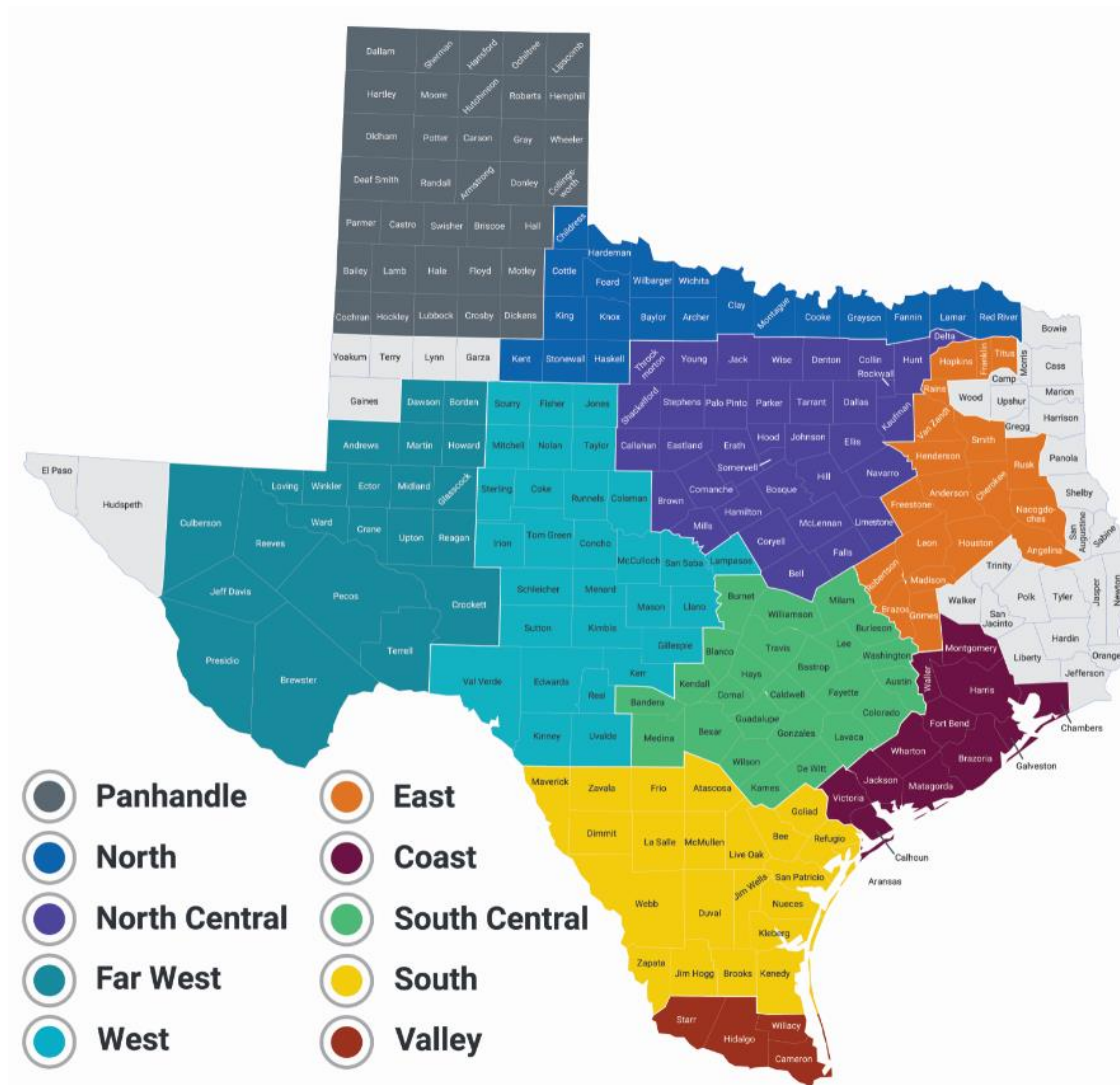 Dallam Sherman Hansford Ochiltree Lipscomb
Hartley Moore Hutchinson Roberts Hemphill
Oldham Potter Carson Gray Wheeler
Deaf Smith Randall Armstrong Donley Collings-
worth
Parmer Castro Swisher Briscoe Hall Childress
Hardeman
Bailey Lamb Hale Floyd Motley Cottle Foard Wilbarger Wichita
Cochran Hockley Lubbock Crosby Dickens King Knox Baylor Archer Clay Montague Cooke Grayson Fannin Lamar Red River
Bowie
Delta
Yoakum Terry Lynn Garza Kent Stonewall Haskell Throck
morton Young Jack Wise Denton Collin Hunt Hopkins Franklin Titus Morris Cass
Rockwall
Camp
Gaines Dawson Borden Scurry Fisher Jones Shackelford Stephens Palo Pinto Parker Tarrant Dallas Kaufman Rains Wood Upshur Marion
Van Zandt Gregg Harrison
Andrews Martin Howard Mitchell Nolan Taylor Callahan Eastland Erath Hood Johnson Ellis Henderson Smith Rusk Panola
Somervell
El Paso Hudspeth Culberson Loving Winkler Ector Midland Glasscock Sterling Coke Runnels Coleman Brown Comanche Bosque Hill Navarro Freestone Anderson Cherokee Shelby
Nacogdo-
ches
San
Augustine
Sabine
Reeves Ward Crane Upton Reagan Irion Tom Green Concho Mills Hamilton McLennan Limestone Leon Houston Angelina
McCulloch San Saba Lampasas Coryell Falls Bell Robertson Madison Trinity
Jeff Davis Pecos Crockett Schleicher Menard Mason Llano Burnet Milam Brazos Grimes Walker Polk Tyler Jasper Newton
San
Jacinto
Williamson Burleson
Presidio Brewster Terrell Sutton Kimble Gillespie Blanco Travis Lee Washington Montgomery Liberty Hardin Orange
Jefferson
Val Verde Edwards Real Kerr Kendall Hays Bastrop Austin Waller Harris
Bandera Comal Caldwell Fayette Colorado Chambers
Kinney Uvalde Medina Bexar Guadalupe Gonzales Lavaca Fort Bend
Wilson De Witt Wharton Brazoria Galveston
Maverick Zavala Frio Atascosa Karnes Victoria Jackson Matagorda
Goliad
Calhoun
Dimmit La Salle McMullen Live Oak Bee Refugio
Aransas
San Patricio
Webb Duval Jim Wells Nueces
Kleberg
Zapata Jim Hogg Brooks Kenedy
Starr Hidalgo Willacy
Cameron
Panhandle
North
North Central
Far West
West
East
Coast
South Central
South
Valley